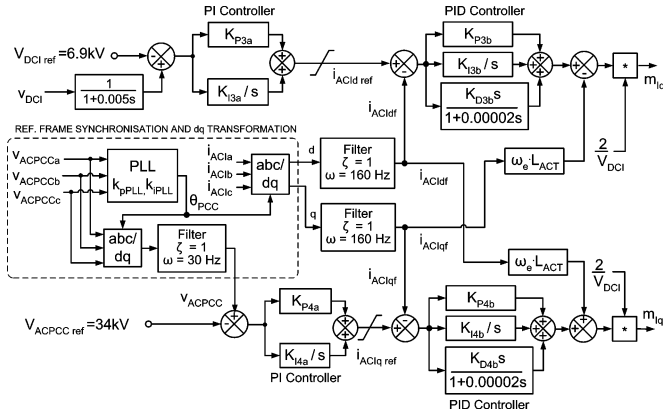 PI Controller
PID Controller
V_DCI ref=6.9kV
K_P3a
K_I3a/s
i_ACId ref
K_P3b
K_I3b/s
K_D3b s
1+0.00002s
*
m_Id
v_DCI
1
1+0.005s
i_ACIdf
2
V_DCI
REF. FRAME SYNCHRONISATION and dq TRANSFORMATION
v_ACPCCa
v_ACPCCb
v_ACPCCc
PLL
k_pPLL, k_iPLL
θ_PCC
i_ACIa
i_ACIb
i_ACIc
abc/
dq
d
Filter
ζ = 1
ω = 160 Hz
i_ACIdf
ω_e·L_ACT
q
Filter
ζ = 1
ω = 160 Hz
i_ACIqf
abc/
dq
Filter
ζ = 1
ω = 30 Hz
i_ACIqf
ω_e·L_ACT
2
V_DCI
v_ACPCC
V_ACPCC ref=34kV
K_P4a
K_I4a/s
PI Controller
i_ACIq ref
K_P4b
K_I4b/s
K_D4b s
1+0.00002s
PID Controller
*
m_Iq